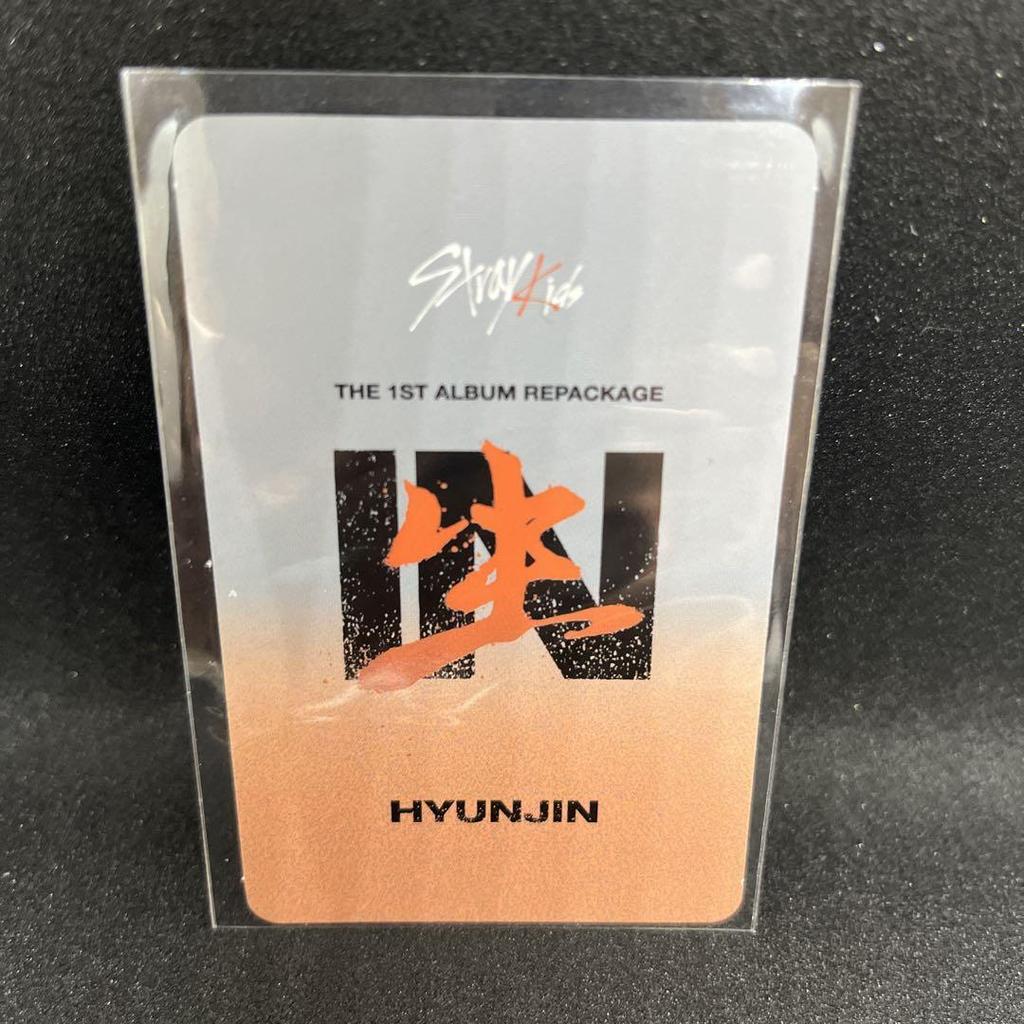 Stray Kids
THE 1ST ALBUM REPACKAGE
IN生
HYUNJIN